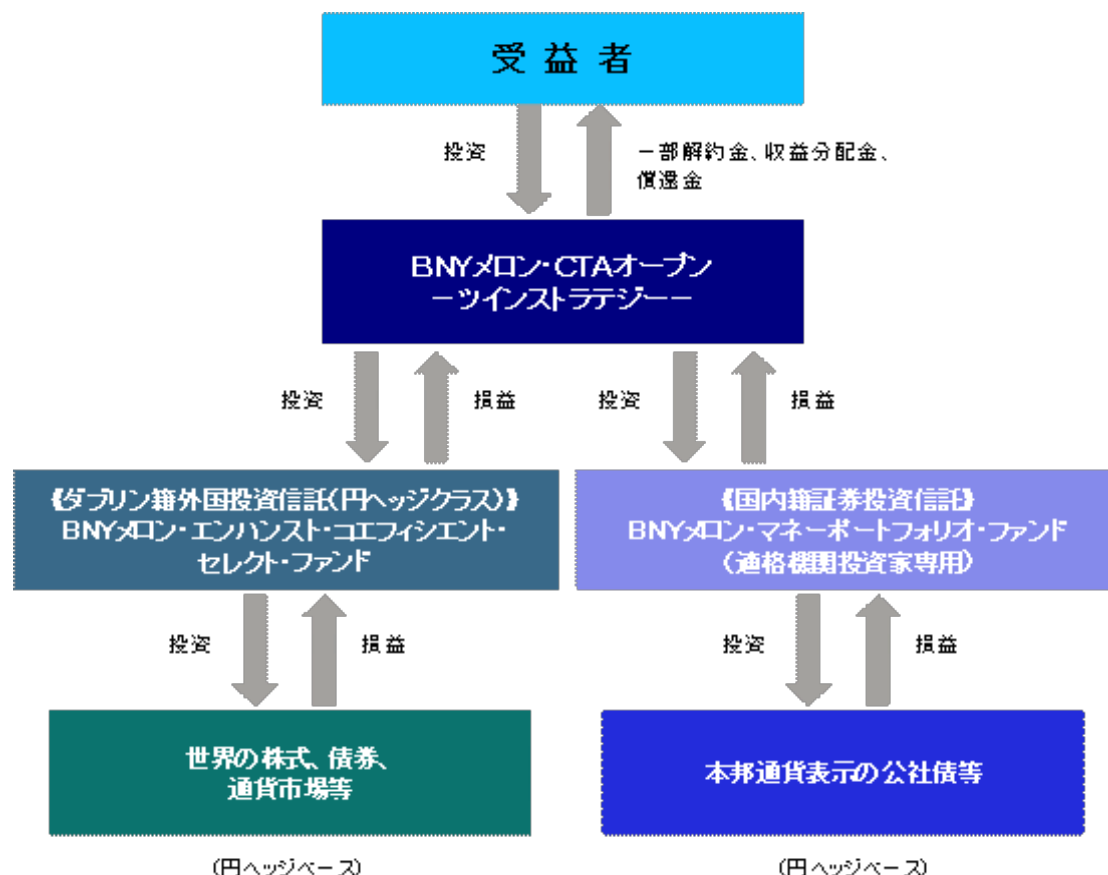 受益者
投資
一部解約金、収益分配金、
償還金
BNYメロン・CTAオープン
－ツインストラテジー－
投資
損益
投資
損益
《ダブリン籍外国投資信託(円ヘッジクラス)》
BNYメロン・エンハンスト・コエフィシエント・
セレクト・ファンド
《国内籍証券投資信託》
BNYメロン・マネーポートフォリオ・ファンド
(適格機関投資家専用)
投資
損益
投資
損益
世界の株式、債券、
通貨市場等
本邦通貨表示の公社債等
(円ヘッジベース)
(円ヘッジベース)